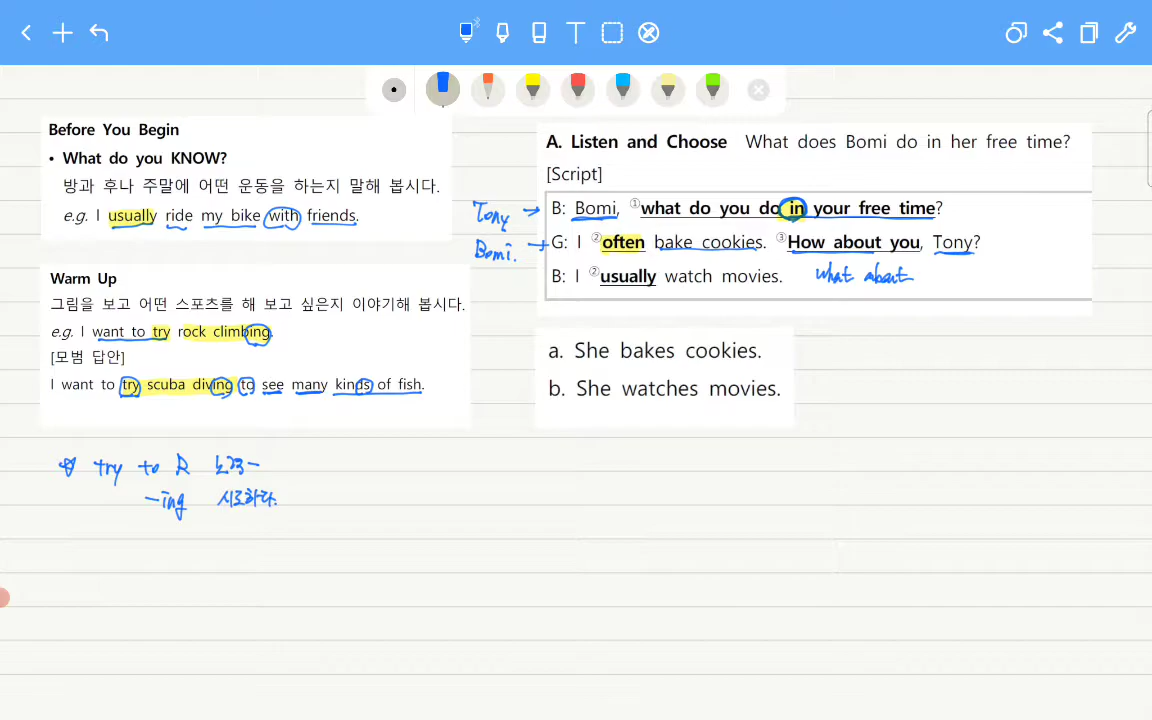 Before You Begin
• What do you KNOW?
방과 후나 주말에 어떤 운동을 하는지 말해 봅시다.
e.g. I usually ride my bike with friends.
Warm Up
그림을 보고 어떤 스포츠를 해 보고 싶은지 이야기해 봅시다.
e.g. I want to try rock climbing.
[모범 답안]
I want to try scuba diving to see many kinds of fish.
try to R 노력
-ing 시도하다.
A. Listen and Choose What does Bomi do in her free time?
[Script]
Tony → B: Bomi, ①what do you do in your free time?
Bomi. → G: I ②often bake cookies. ③How about you, Tony?
B: I ②usually watch movies. what about
a. She bakes cookies.
b. She watches movies.